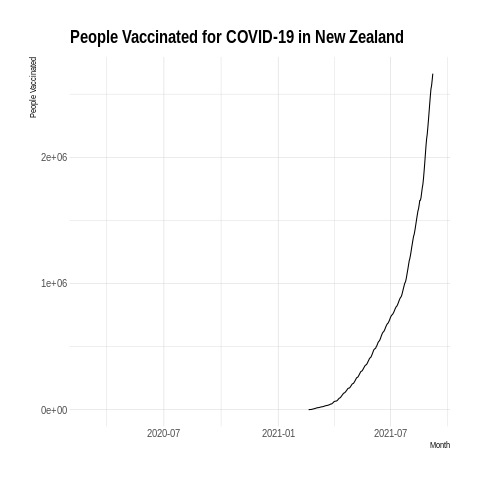 People Vaccinated for COVID-19 in New Zealand
People Vaccinated
2e+06
1e+06
0e+00
2020-07
2021-01
2021-07
Month